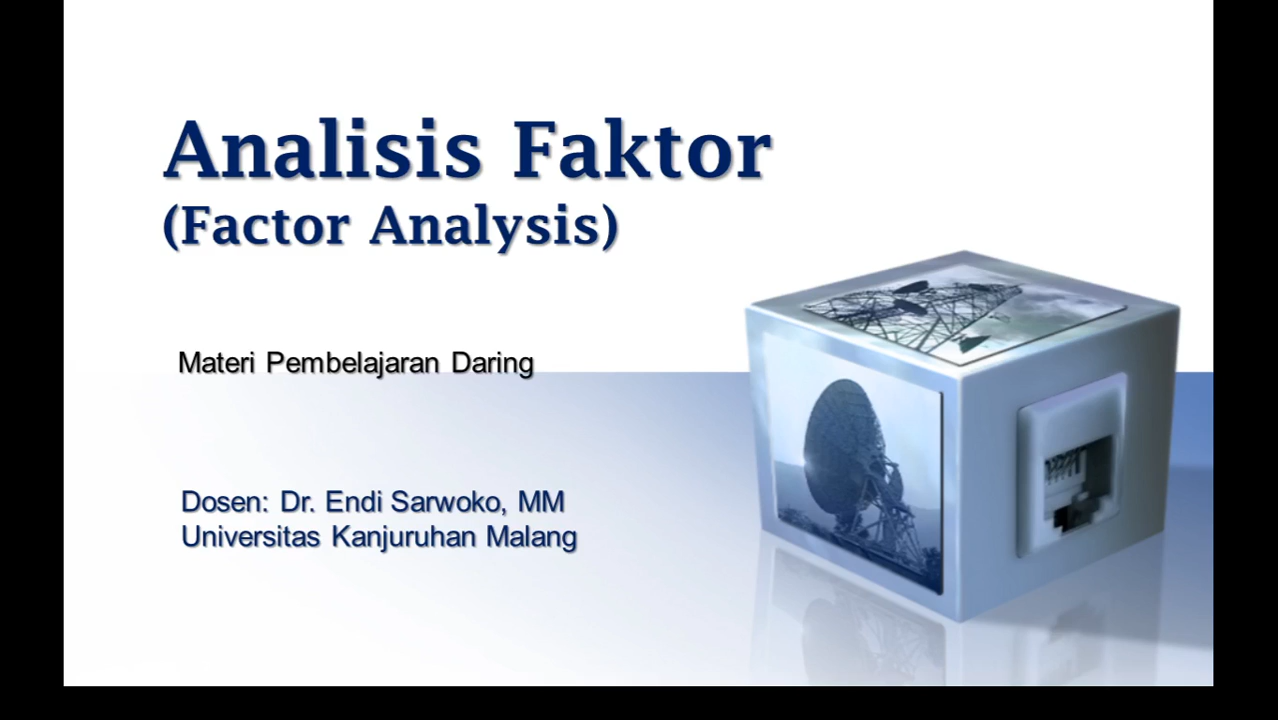 Analisis Faktor
(Factor Analysis)
Materi Pembelajaran Daring
Dosen: Dr. Endi Sarwoko, MM
Universitas Kanjuruhan Malang